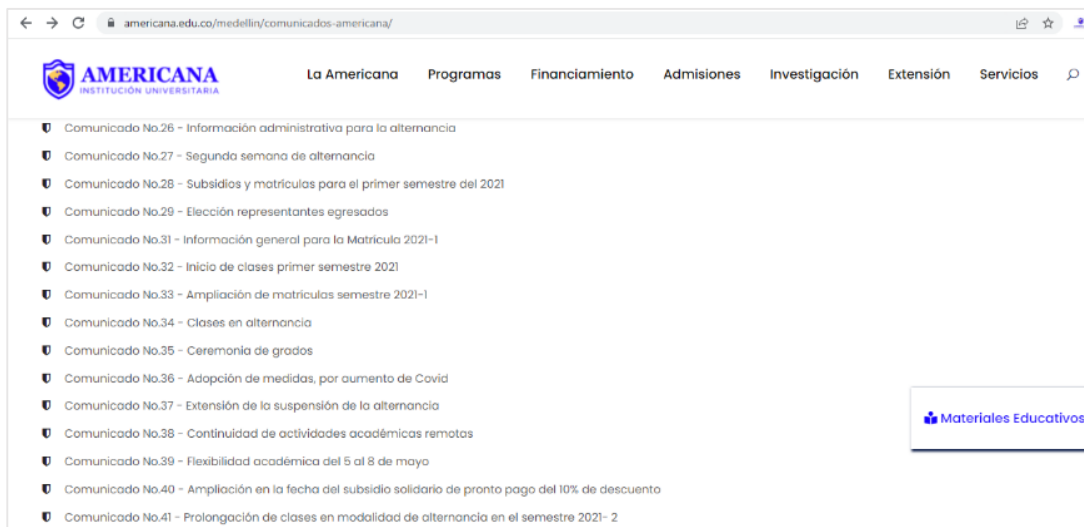 americana.edu.co/medellin/comunicados-americana/
AMERICANA
INSTITUCIÓN UNIVERSITARIA
La Americana Programas Financiamiento Admisiones Investigación Extensión Servicios
Comunicado No.26 - Información administrativa para la alternancia
Comunicado No.27 - Segunda semana de alternancia
Comunicado No.28 - Subsidios y matriculas para el primer semestre del 2021
Comunicado No.29 - Elección representantes egresados
Comunicado No.31 - Información general para la Matricula 2021-1
Comunicado No.32 - Inicio de clases primer semestre 2021
Comunicado No.33 - Ampliación de matriculas semestre 2021-1
Comunicado No.34 - Clases en alternancia
Comunicado No.35 - Ceremonia de grados
Comunicado No.36 - Adopción de medidas, por aumento de Covid
Comunicado No.37 - Extensión de la suspensión de la alternancia
Materiales Educativos
Comunicado No.38 - Continuidad de actividades académicas remotas
Comunicado No.39 - Flexibilidad académica del 5 al 8 de mayo
Comunicado No.40 - Ampliación en la fecha del subsidio solidario de pronto pago del 10% de descuento
Comunicado No.41 - Prolongación de clases en modalidad de alternancia en el semestre 2021- 2